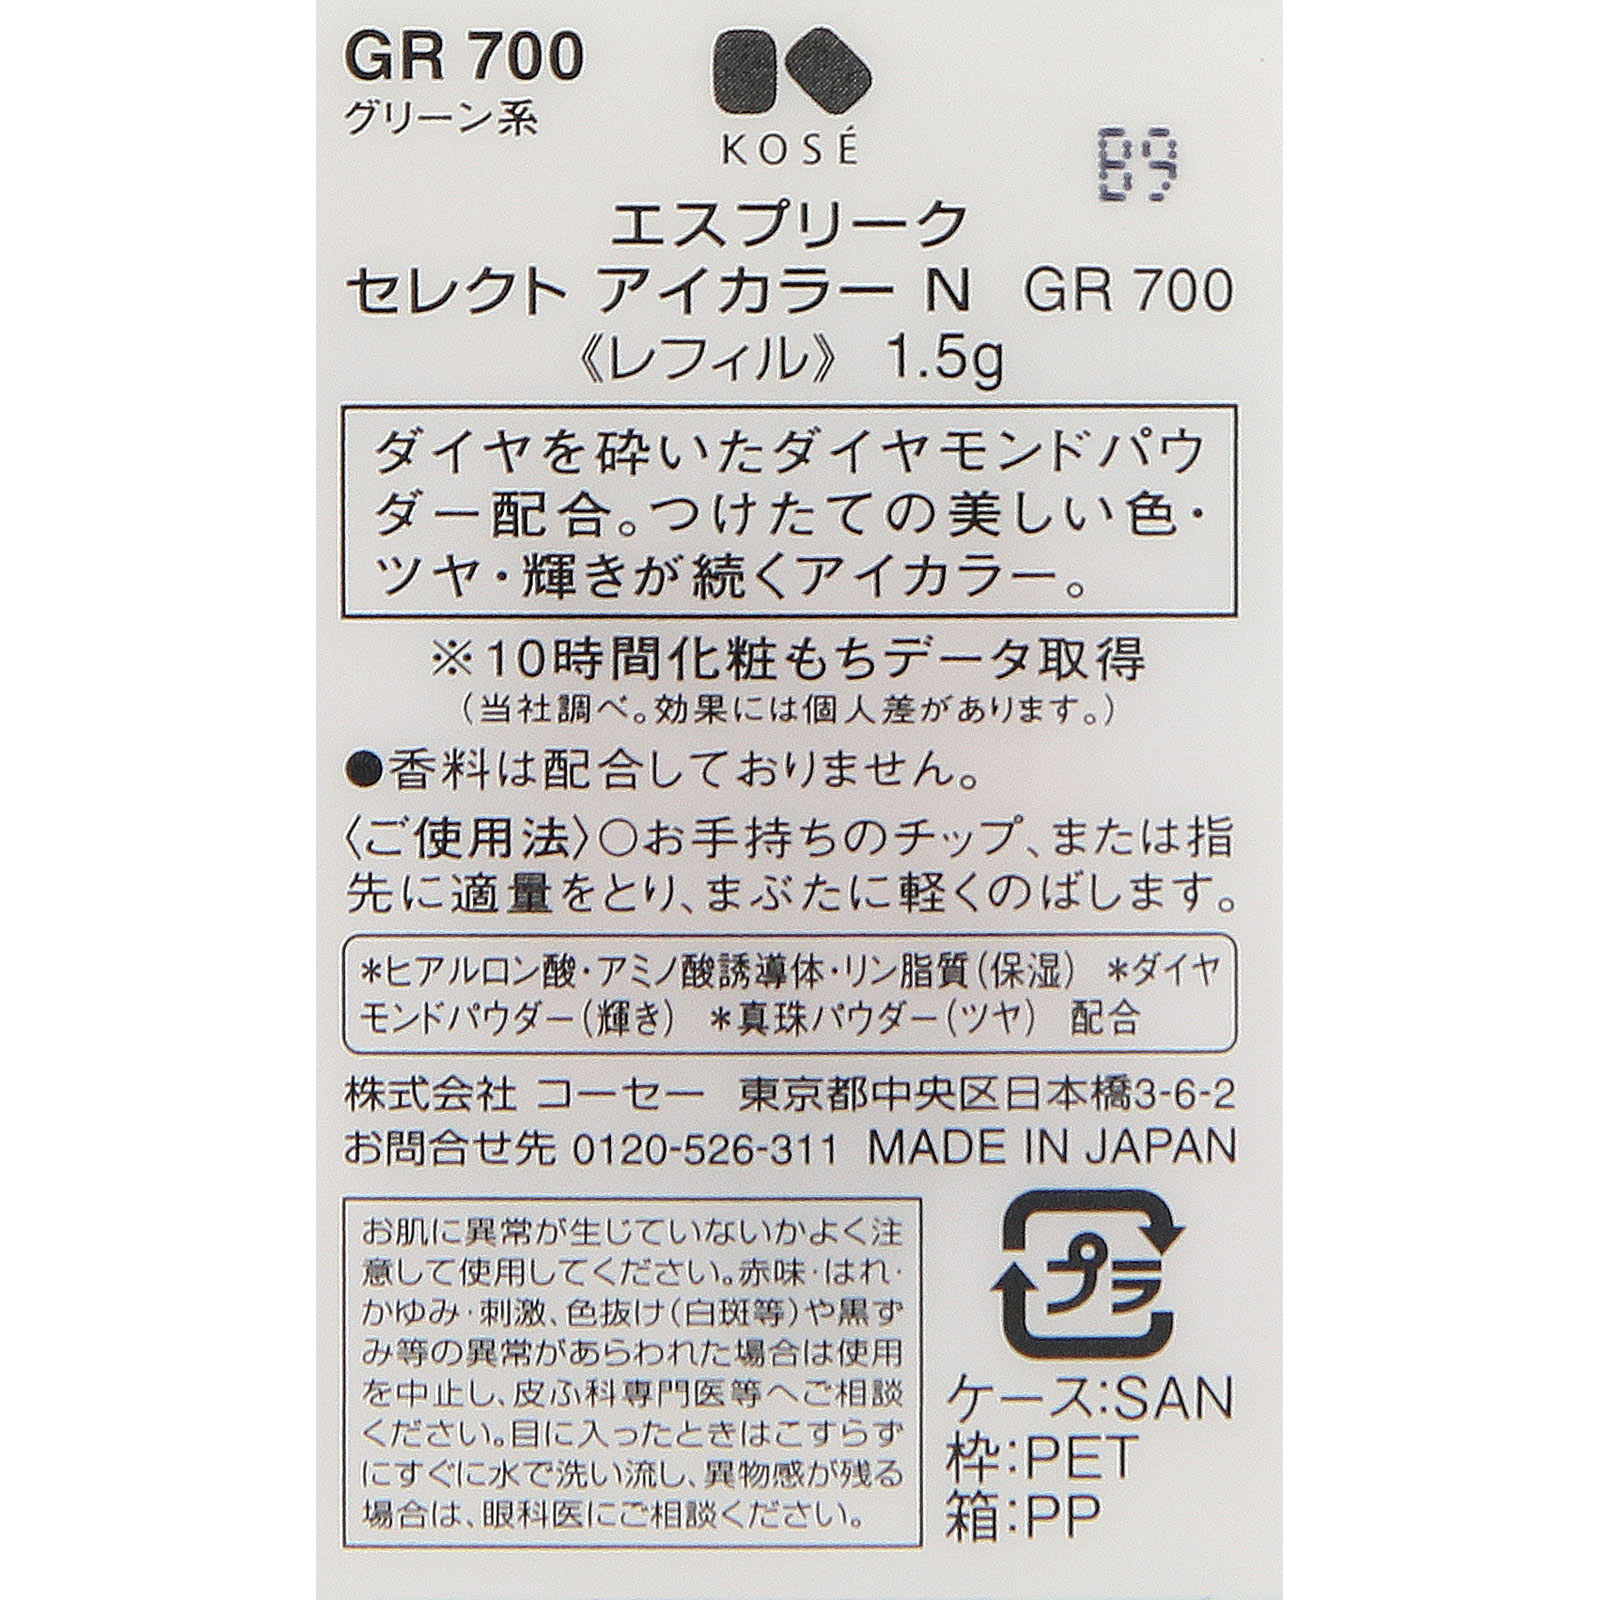 GR 700
グリーン系
KOSÉ
B9
エスプリーク
セレクト アイカラー N GR 700
《レフィル》 1.5g
ダイヤを砕いたダイヤモンドパウ
ダー配合。つけたての美しい色・
ツヤ・輝きが続くアイカラー。
※10時間化粧もちデータ取得
(当社調べ。効果には個人差があります。)
●香料は配合しておりません。
〈ご使用法〉○お手持ちのチップ、または指
先に適量をとり、まぶたに軽くのばします。
*ヒアルロン酸・アミノ酸誘導体・リン脂質(保湿) *ダイヤ
モンドパウダー(輝き) *真珠パウダー(ツヤ) 配合
株式会社 コーセー 東京都中央区日本橋3-6-2
お問合せ先 0120-526-311 MADE IN JAPAN
お肌に異常が生じていないかよく注
意して使用してください。赤味・はれ・
かゆみ・刺激、色抜け(白斑等)や黒ず
み等の異常があらわれた場合は使用
を中止し、皮ふ科専門医等へご相談
ください。目に入ったときはこすらず
にすぐに水で洗い流し、異物感が残る
場合は、眼科医にご相談ください。
プラ
ケース:SAN
枠:PET
箱:PP